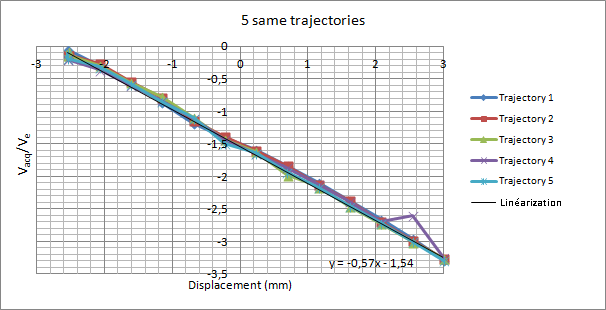 5 same trajectories
0
-3
-2
-1
0
1
2
3
-0,5
-1
-1,5
-2
-2,5
-3
-3,5
Vacq/Ve
Displacement (mm)
y = -0,57x - 1,54
Trajectory 1
Trajectory 2
Trajectory 3
Trajectory 4
Trajectory 5
Linéarization